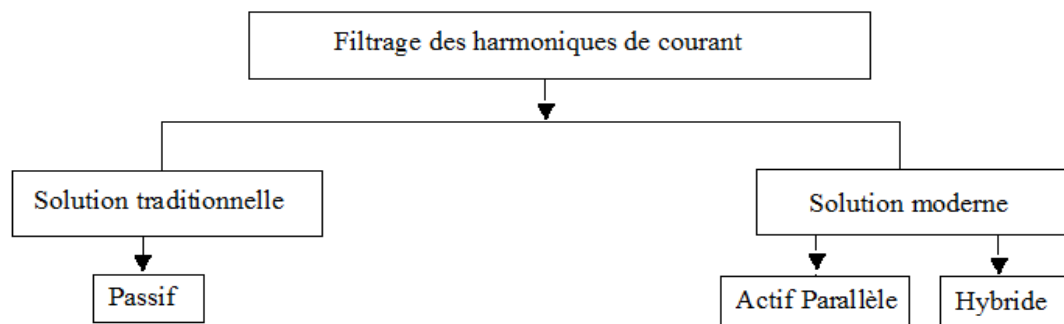 Filtrage des harmoniques de courant
Solution traditionnelle
Solution moderne
Passif
Actif Parallèle
Hybride